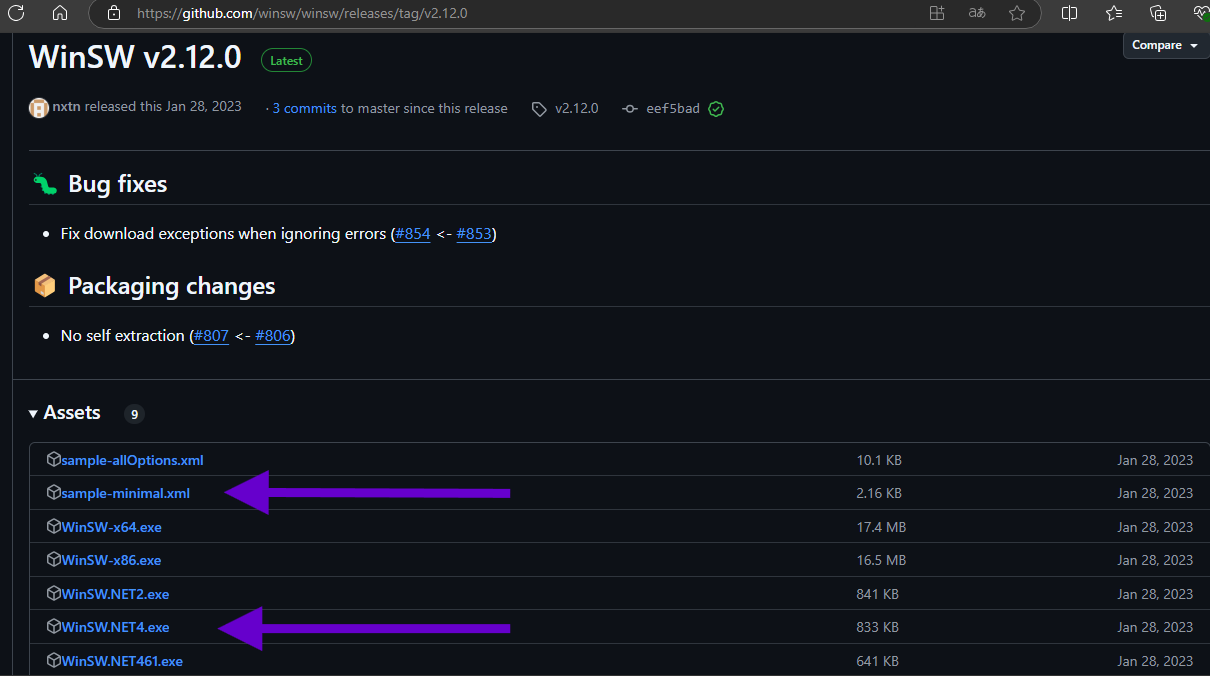 https://github.com/winsw/winsw/releases/tag/v2.12.0
WinSW v2.12.0 Latest
Compare
nxtn released this Jan 28, 2023 · 3 commits to master since this release v2.12.0 eef5bad
Bug fixes
• Fix download exceptions when ignoring errors (#854 <- #853)
Packaging changes
• No self extraction (#807 <- #806)
Assets 9
sample-allOptions.xml 10.1 KB Jan 28, 2023
sample-minimal.xml 2.16 KB Jan 28, 2023
WinSW-x64.exe 17.4 MB Jan 28, 2023
WinSW-x86.exe 16.5 MB Jan 28, 2023
WinSW.NET2.exe 841 KB Jan 28, 2023
WinSW.NET4.exe 833 KB Jan 28, 2023
WinSW.NET461.exe 641 KB Jan 28, 2023